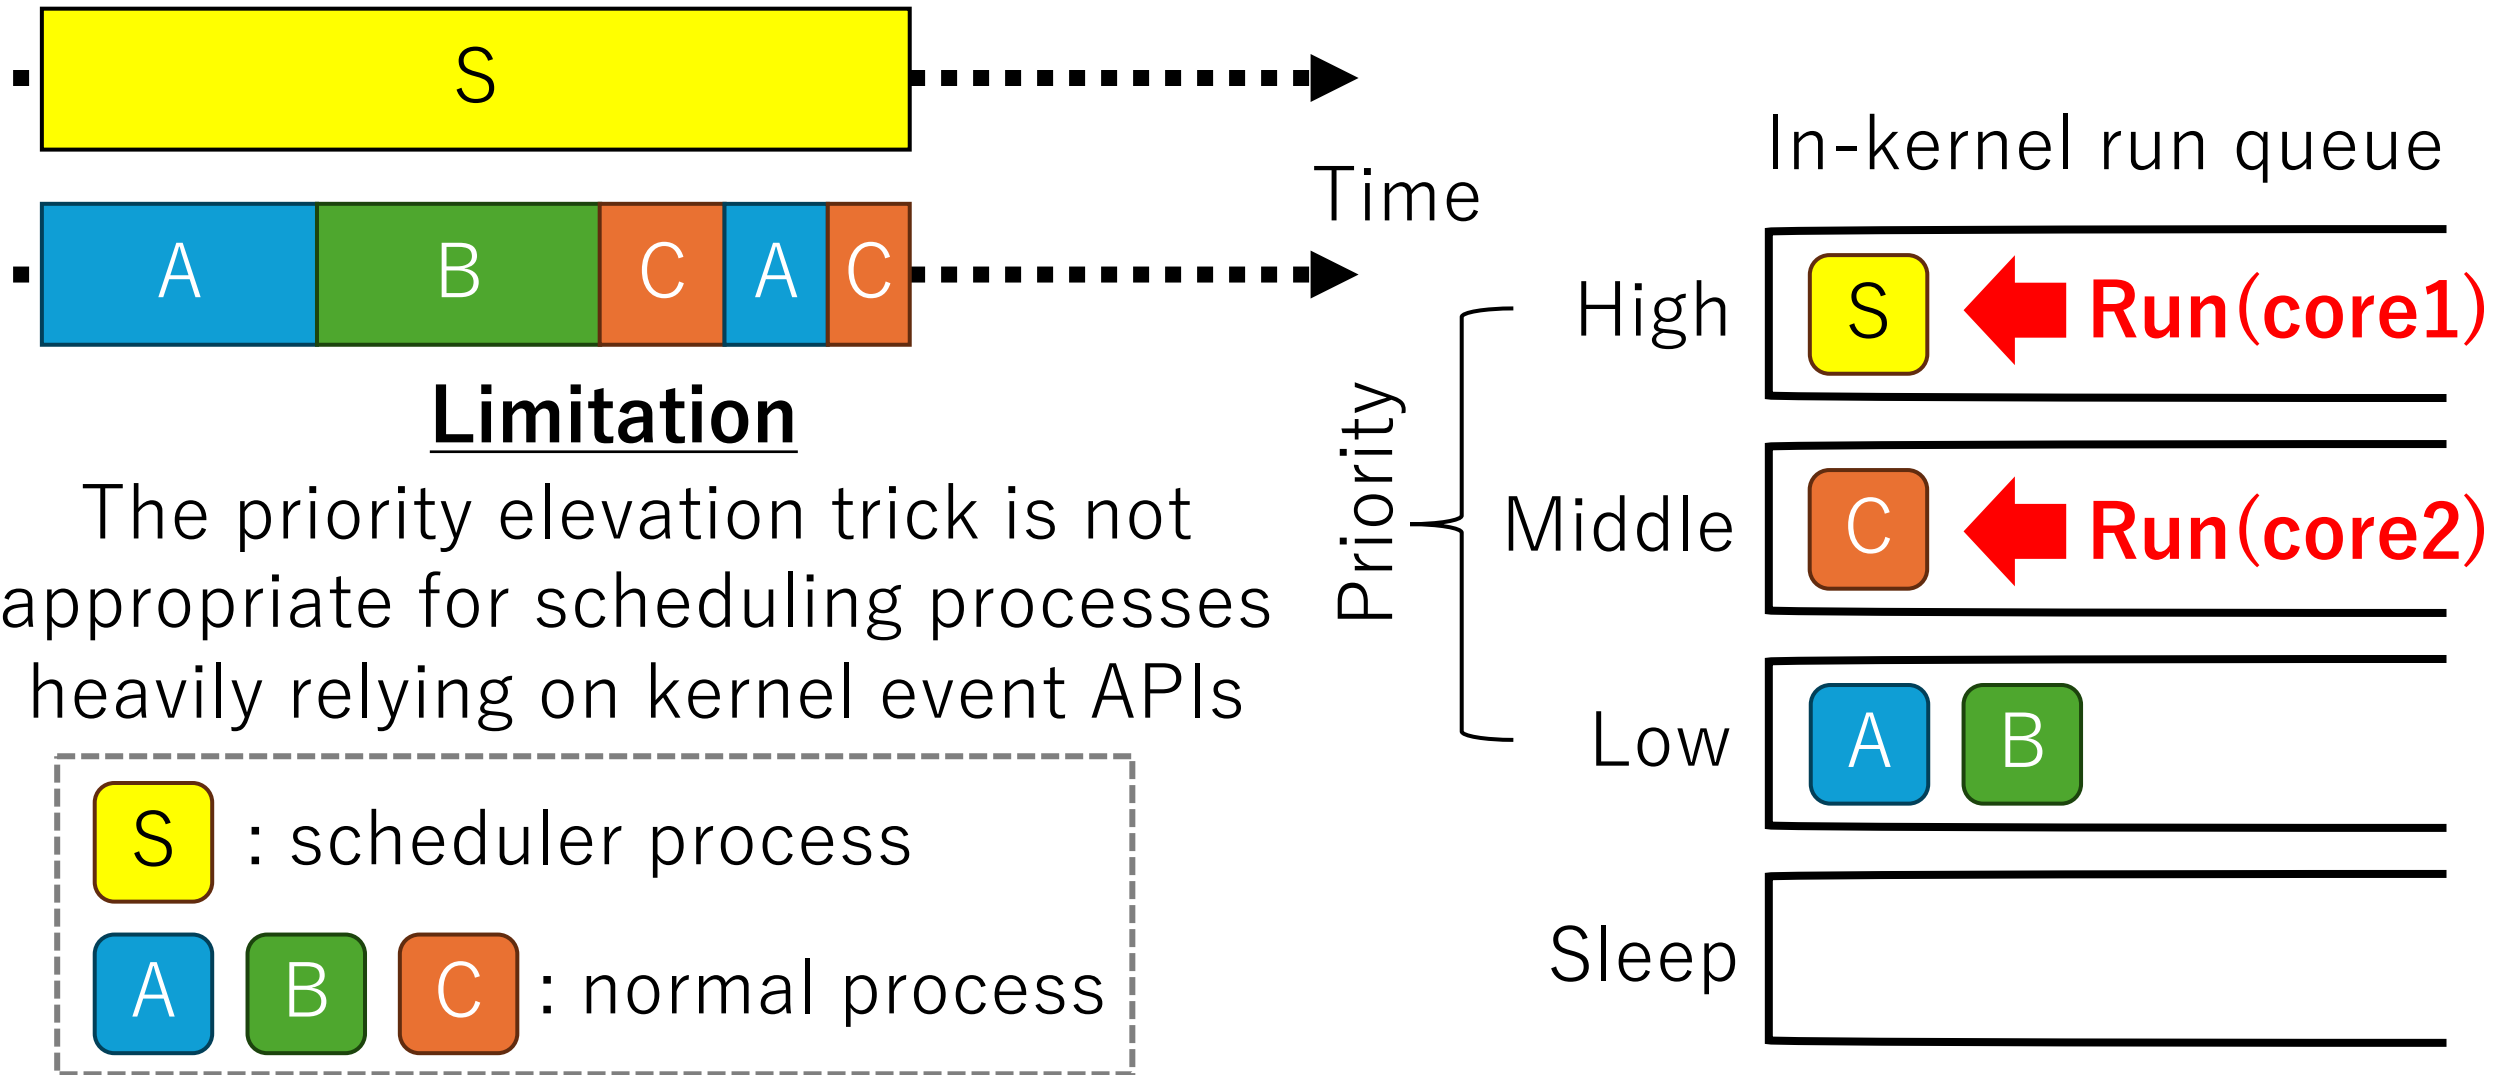 S
A B C A C
Time
Limitation
The priority elevation trick is not
appropriate for scheduling processes
heavily relying on kernel event APIs
S : scheduler process
A B C : normal process
In-kernel run queue
Priority
High S Run(core1)
Middle C Run(core2)
Low A B
Sleep